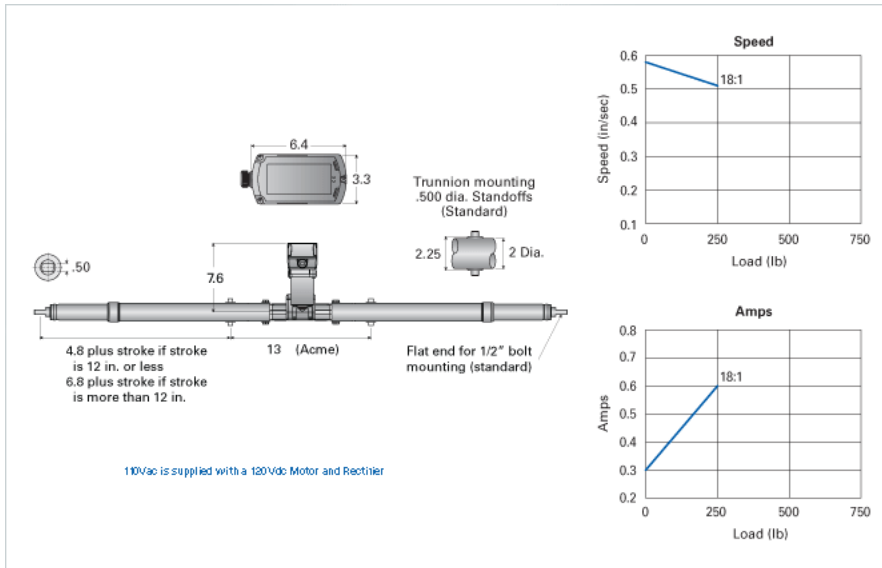 6.4
3.3
Trunnion mounting
.500 dia. Standoffs
(Standard)
2.25
2 Dia.
.50
7.6
4.8 plus stroke if stroke
is 12 in. or less
6.8 plus stroke if stroke
is more than 12 in.
13 (Acme)
Flat end for 1/2" bolt
mounting (standard)
110Vac is supplied with a 120Vdc Motor and Rectifier
Speed
Speed (in/sec)
0.6
0.5
0.4
0.3
0.2
0.1
18:1
0 250 500 750
Load (lb)
Amps
Amps
0.8
0.7
0.6
0.5
0.4
0.3
0.2
18:1
0 250 500 750
Load (lb)